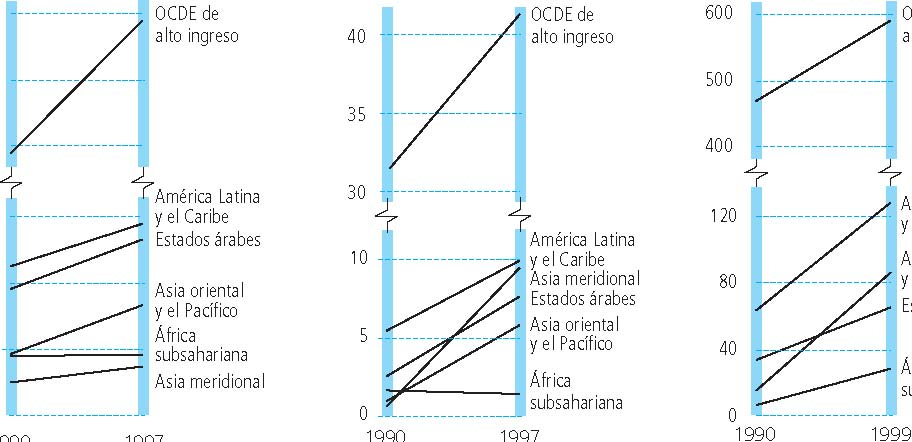 OCDE de
alto ingreso
América Latina
y el Caribe
Estados árabes
Asia oriental
y el Pacífico
África
subsahariana
Asia meridional
1997
40
35
30
10
5
0
OCDE de
alto ingreso
América Latina
y el Caribe
Asia meridional
Estados árabes
Asia oriental
y el Pacífico
África
subsahariana
1990
1997
600
500
400
120
80
40
0
y
y
1990
1999